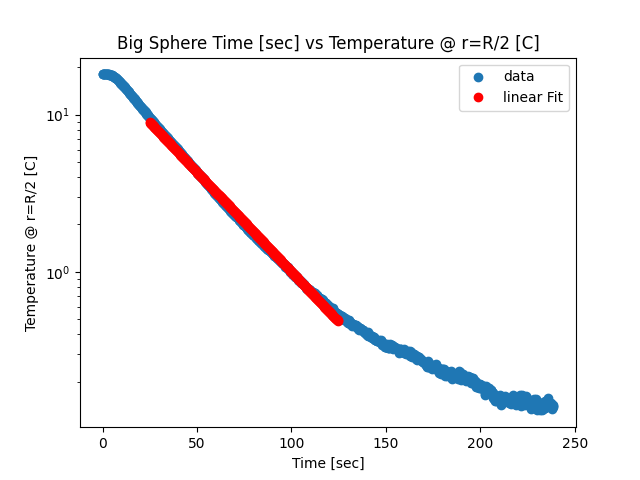 Big Sphere Time [sec] vs Temperature @ r=R/2 [C]
data
linear Fit
Temperature @ r=R/2 [C]
10¹
10⁰
0 50 100 150 200 250
Time [sec]